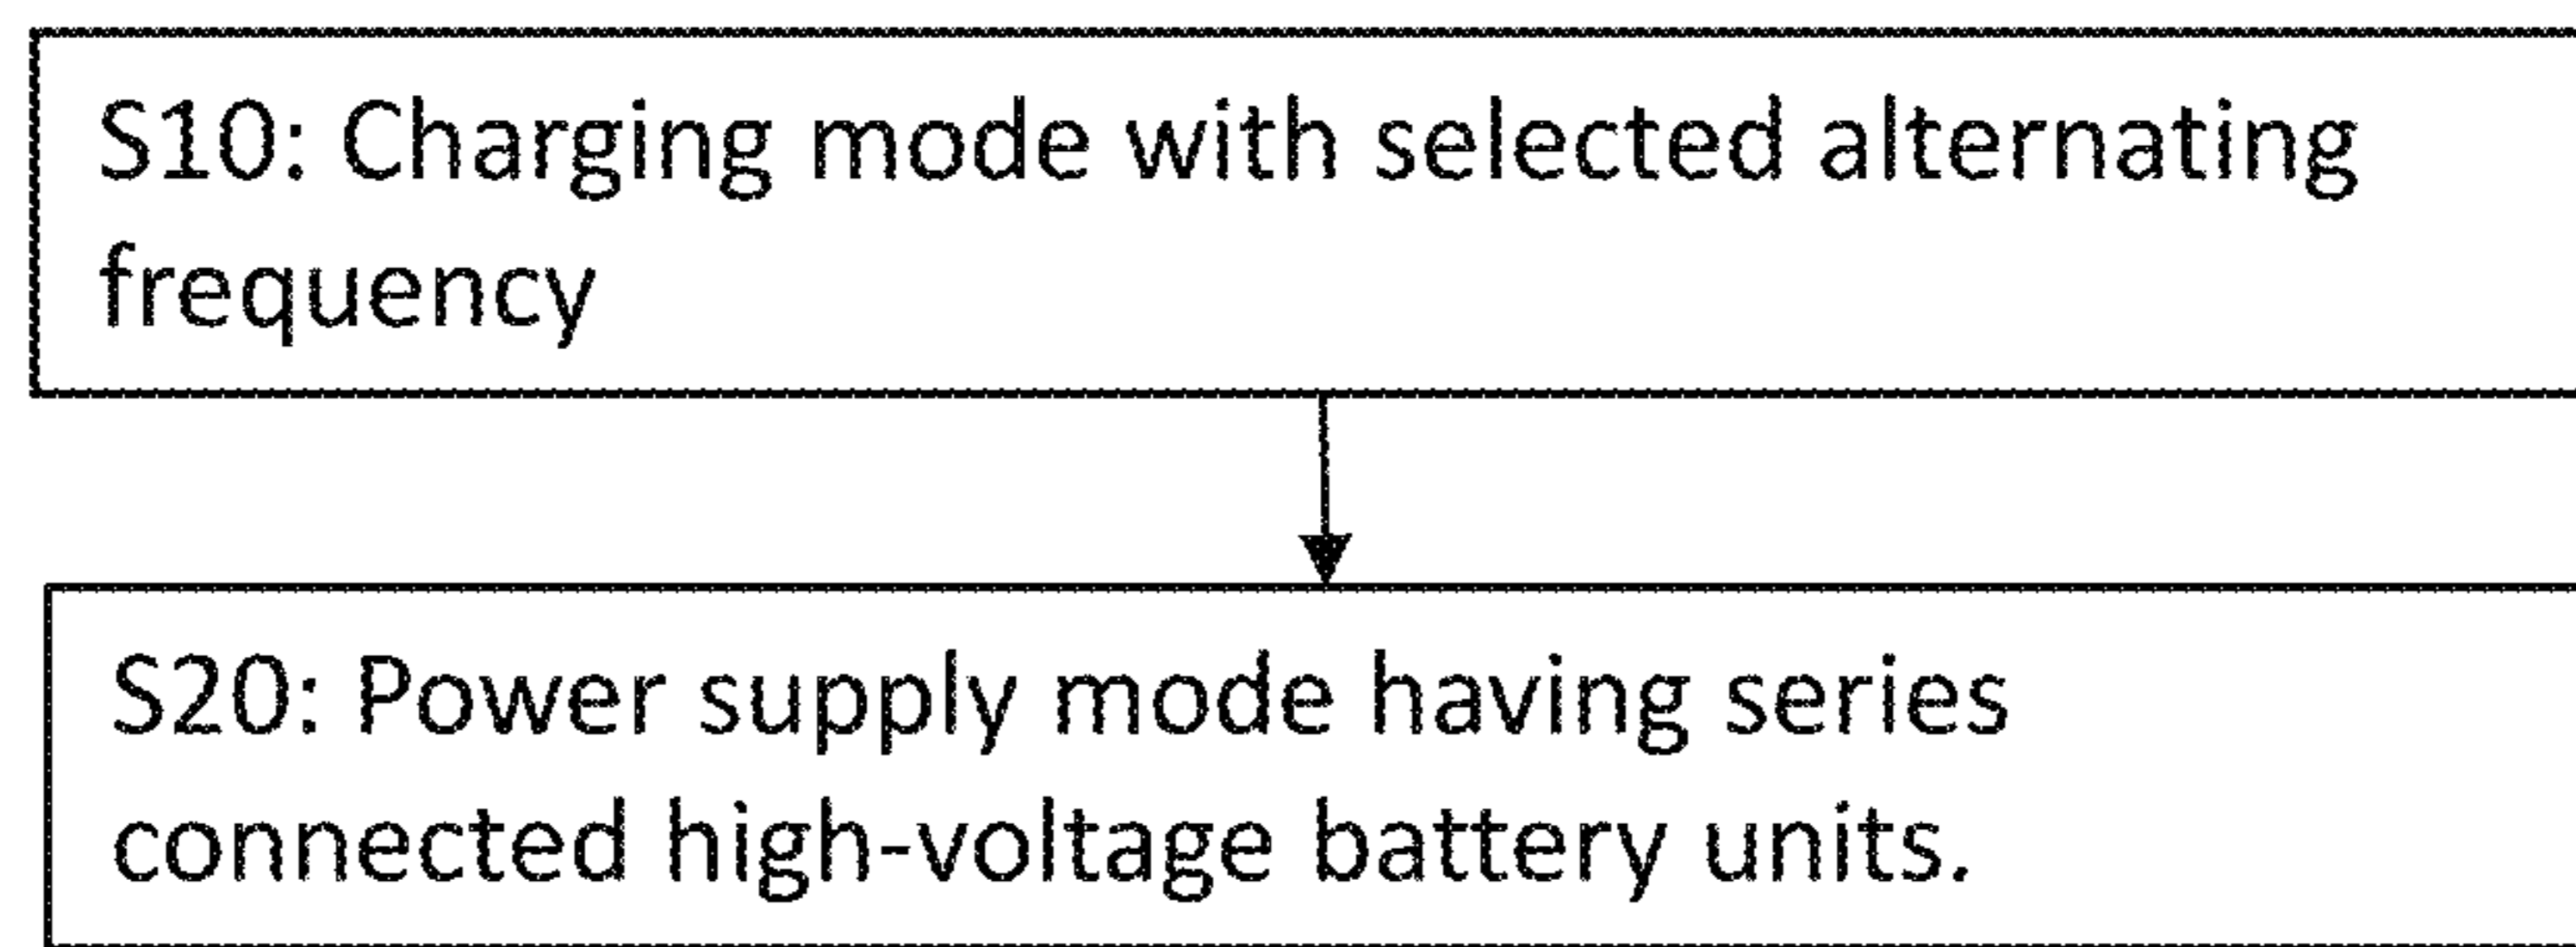 S10: Charging mode with selected alternating
frequency
S20: Power supply mode having series
connected high-voltage battery units.